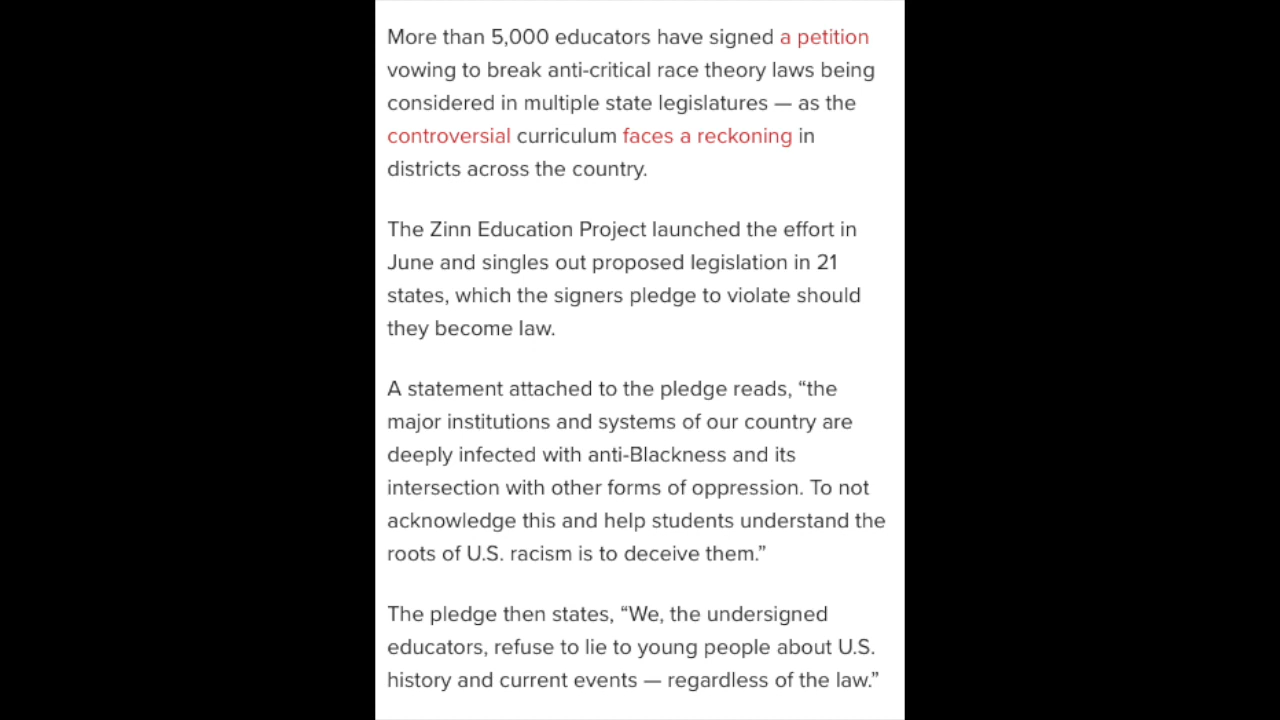 More than 5,000 educators have signed a petition
vowing to break anti-critical race theory laws being
considered in multiple state legislatures — as the
controversial curriculum faces a reckoning in
districts across the country.
The Zinn Education Project launched the effort in
June and singles out proposed legislation in 21
states, which the signers pledge to violate should
they become law.
A statement attached to the pledge reads, “the
major institutions and systems of our country are
deeply infected with anti-Blackness and its
intersection with other forms of oppression. To not
acknowledge this and help students understand the
roots of U.S. racism is to deceive them.”
The pledge then states, “We, the undersigned
educators, refuse to lie to young people about U.S.
history and current events — regardless of the law.”